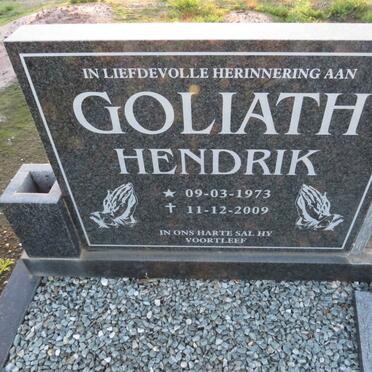 IN LIEFDEVOLLE HERINNERING AAN
GOLIATH
HENDRIK
★ 09-03-1973
✝ 11-12-2009
IN ONS HARTE SAL HY
VOORTLEEF